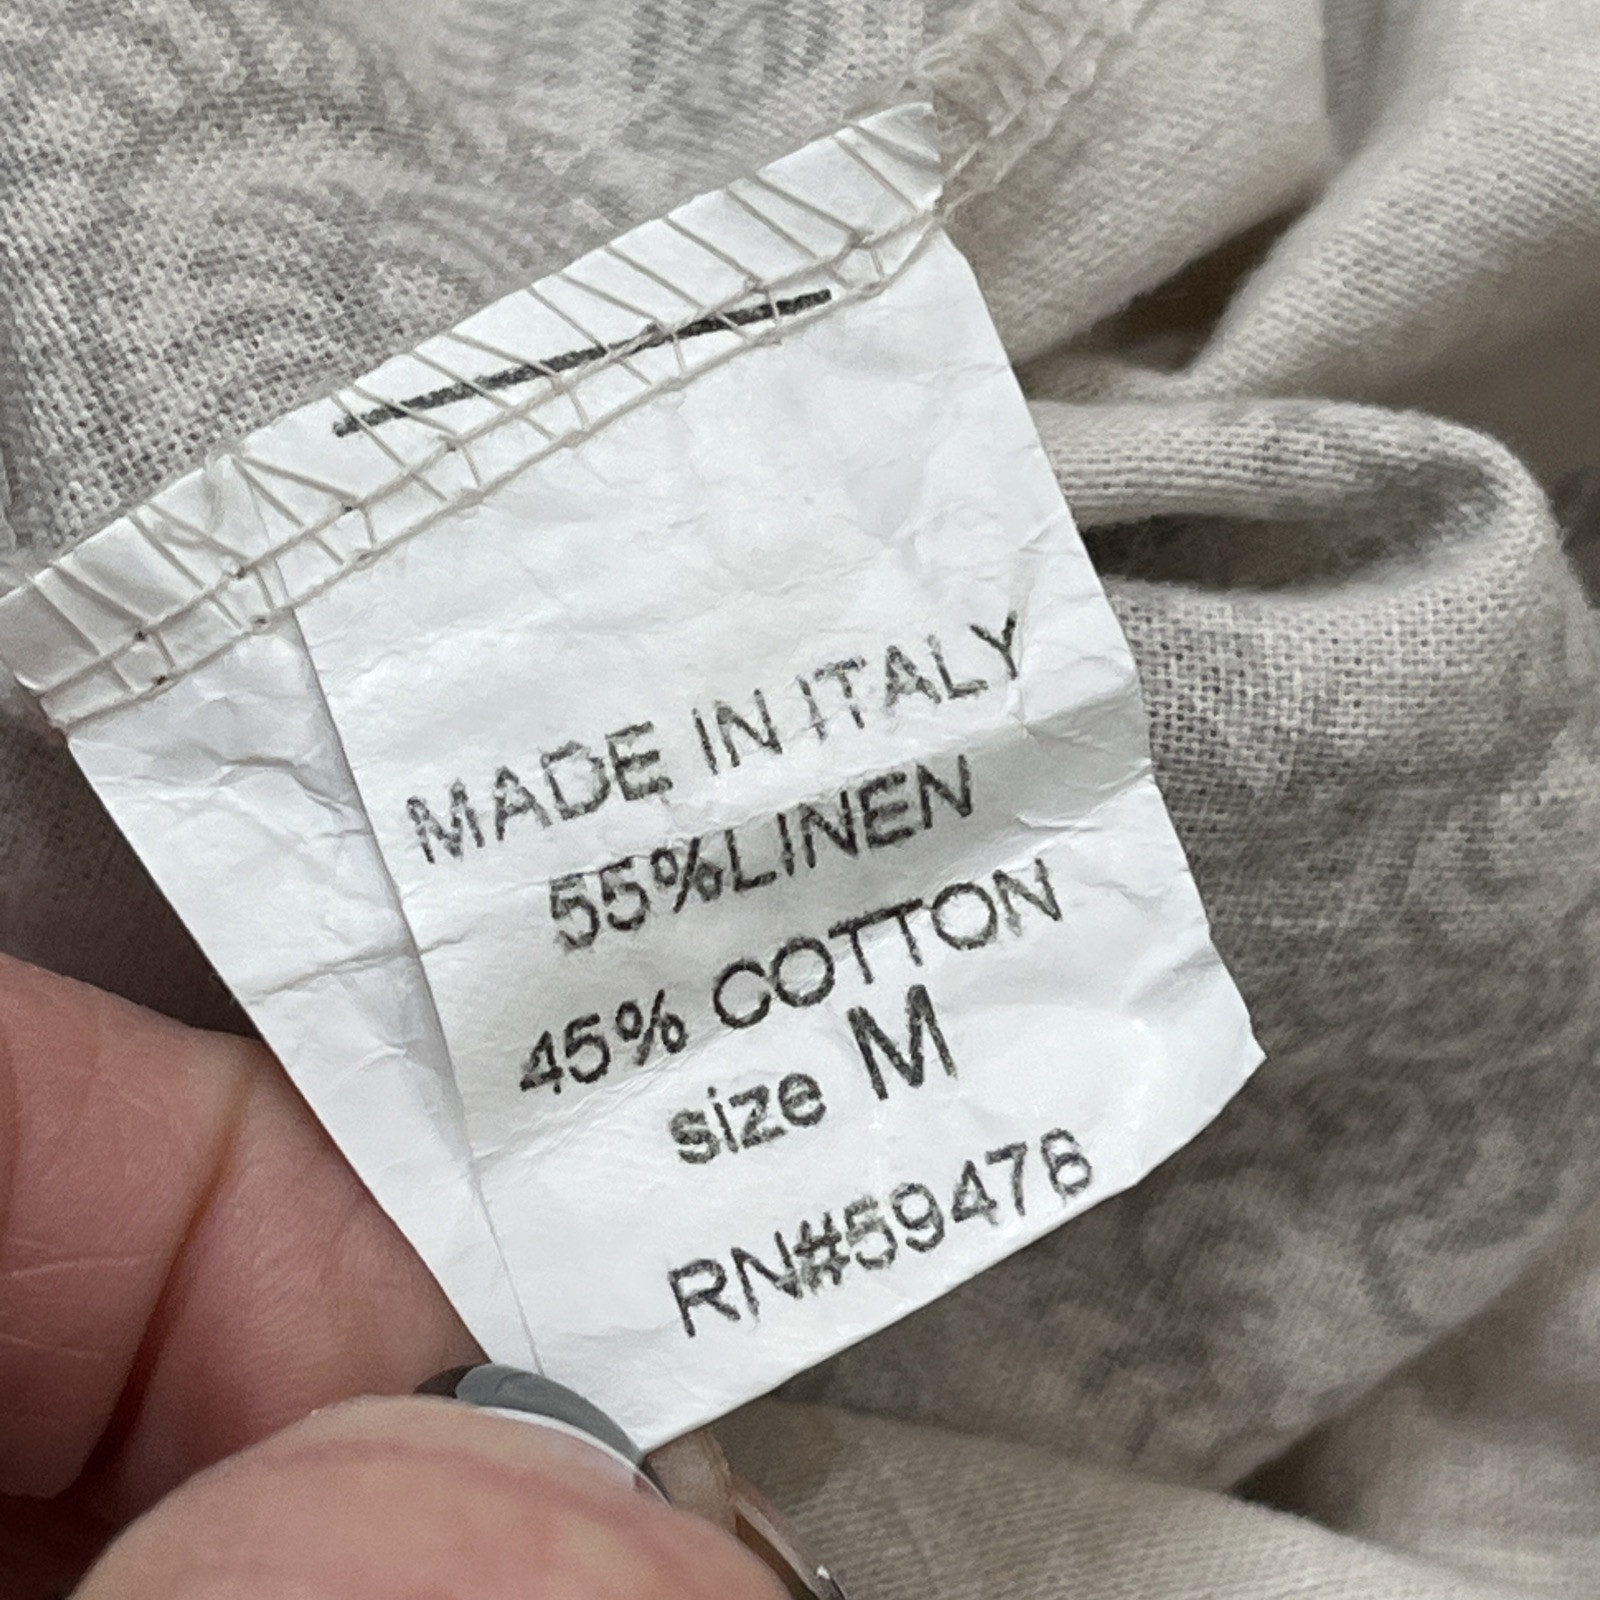 MADE IN ITALY
55%LINEN
45% COTTON
size M
RN#59476